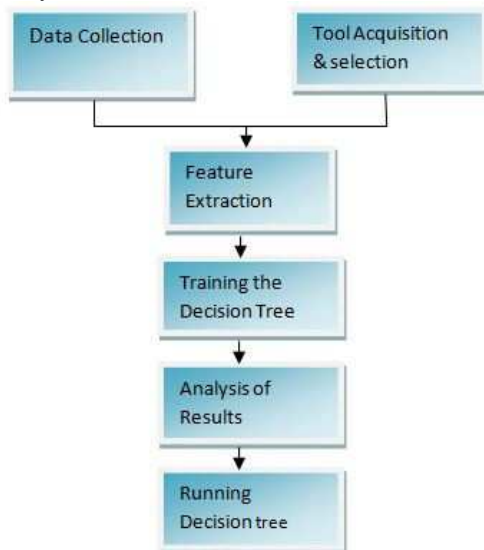 Data Collection
Tool Acquisition
& selection
Feature
Extraction
Training the
Decision Tree
Analysis of
Results
Running
Decision tree